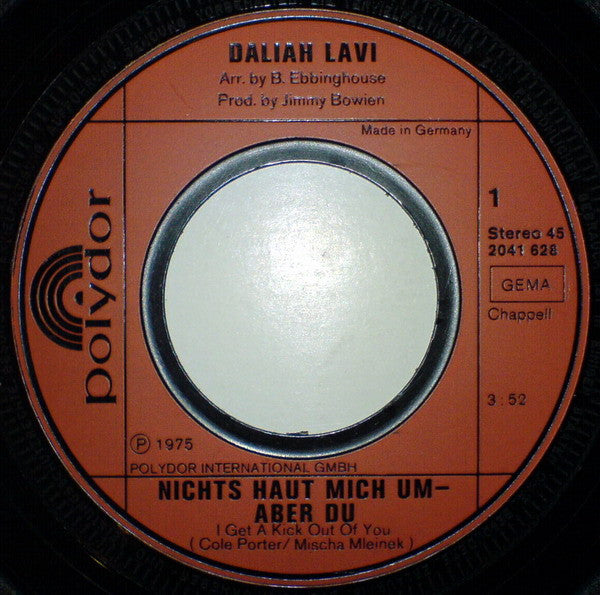 DALIAH LAVI
Arr. by B. Ebbinghouse
Prod. by Jimmy Bowien
Made in Germany
polydor
1
Stereo 45
2041 628
GEMA
Chappell
3:52
Ⓟ 1975
POLYDOR INTERNATIONAL GMBH
NICHTS HAUT MICH UM–
ABER DU
I Get A Kick Out Of You
(Cole Porter/ Mischa Mleinek)